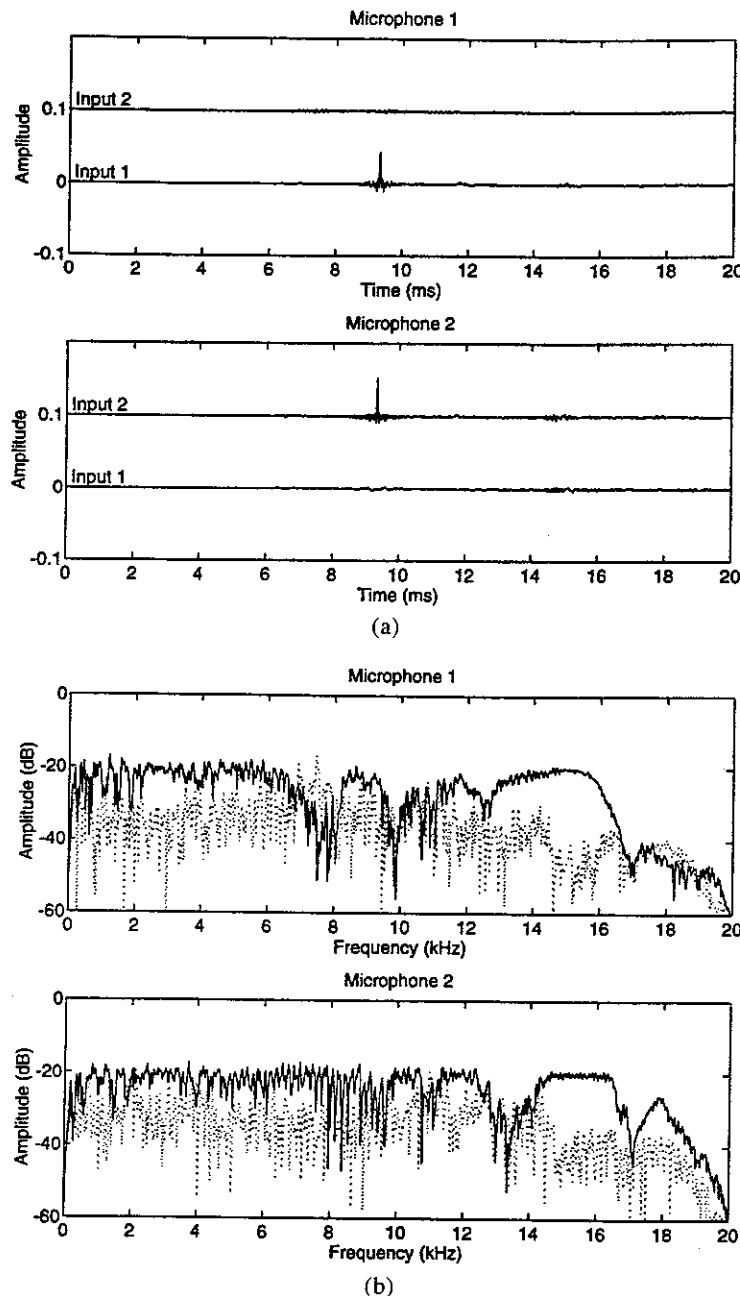 Microphone 1
Amplitude
0.1
0
-0.1
Input 2
Input 1
0 2 4 6 8 10 12 14 16 18 20
Time (ms)
Microphone 2
Amplitude
0.1
0
-0.1
Input 2
Input 1
0 2 4 6 8 10 12 14 16 18 20
Time (ms)
(a)
Microphone 1
Amplitude (dB)
0
-20
-40
-60
0 2 4 6 8 10 12 14 16 18 20
Frequency (kHz)
Microphone 2
Amplitude (dB)
0
-20
-40
-60
0 2 4 6 8 10 12 14 16 18 20
Frequency (kHz)
(b)